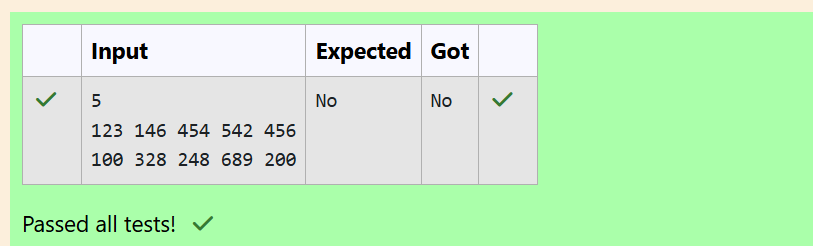 Input Expected Got
5 No No
123 146 454 542 456
100 328 248 689 200
Passed all tests!